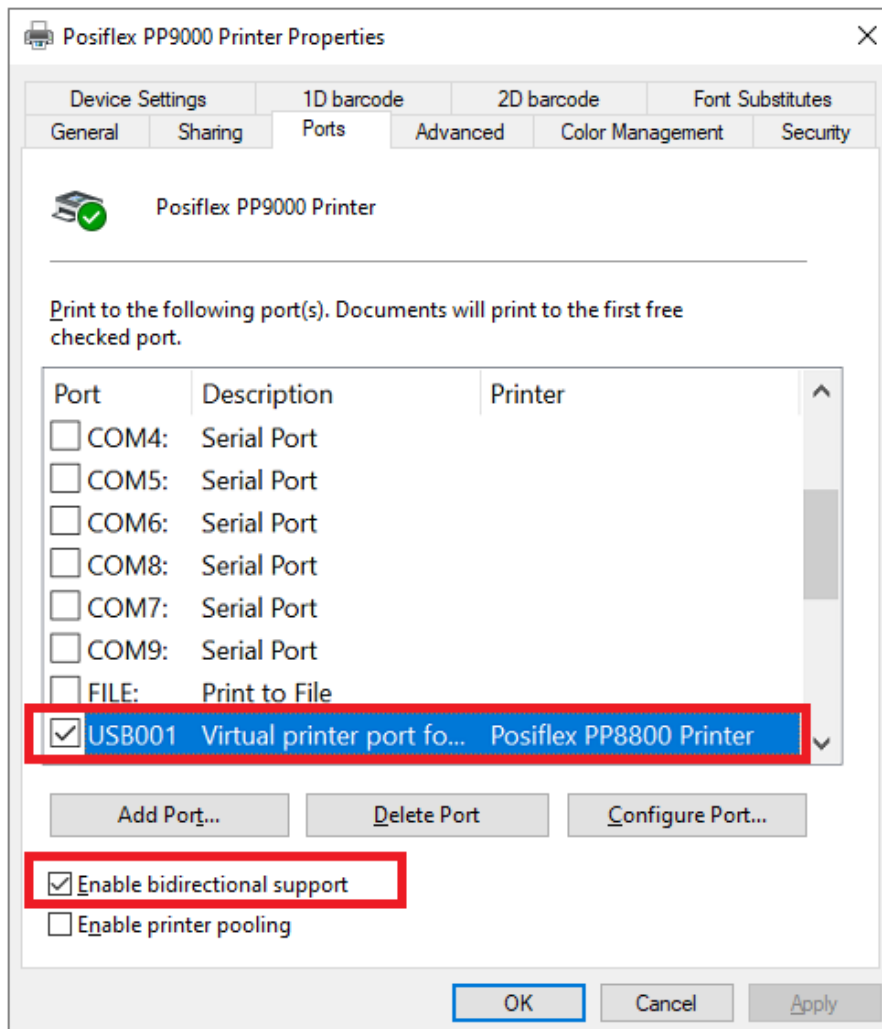 Posiflex PP9000 Printer Properties
Device Settings 1D barcode 2D barcode Font Substitutes
General Sharing Ports Advanced Color Management Security
Posiflex PP9000 Printer
Print to the following port(s). Documents will print to the first free
checked port.
Port Description Printer
COM4: Serial Port
COM5: Serial Port
COM6: Serial Port
COM8: Serial Port
COM7: Serial Port
COM9: Serial Port
FILE: Print to File
USB001 Virtual printer port fo... Posiflex PP8800 Printer
Add Port... Delete Port Configure Port...
Enable bidirectional support
Enable printer pooling
OK Cancel Apply